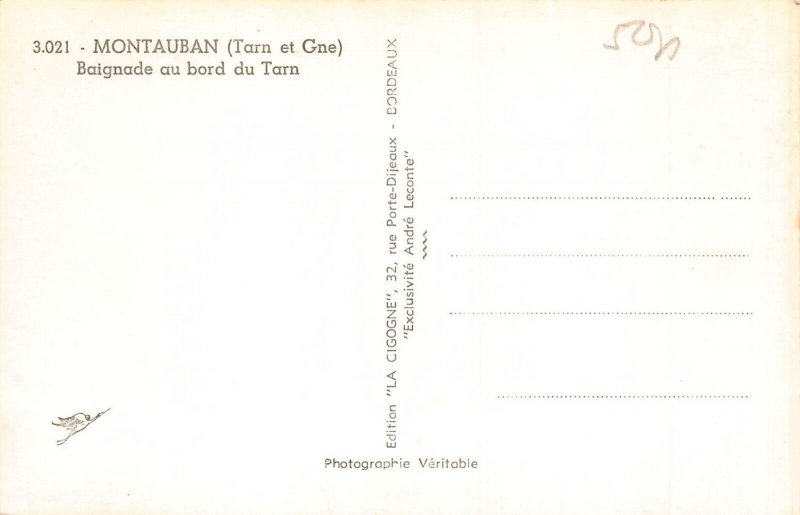 3.021 - MONTAUBAN (Tarn et Gne)
Baignade au bord du Tarn
Edition "LA CIGOGNE", 32, rue Porte-Dijeaux - BORDEAUX
"Exclusivité André Leconte"
Photographie Véritable